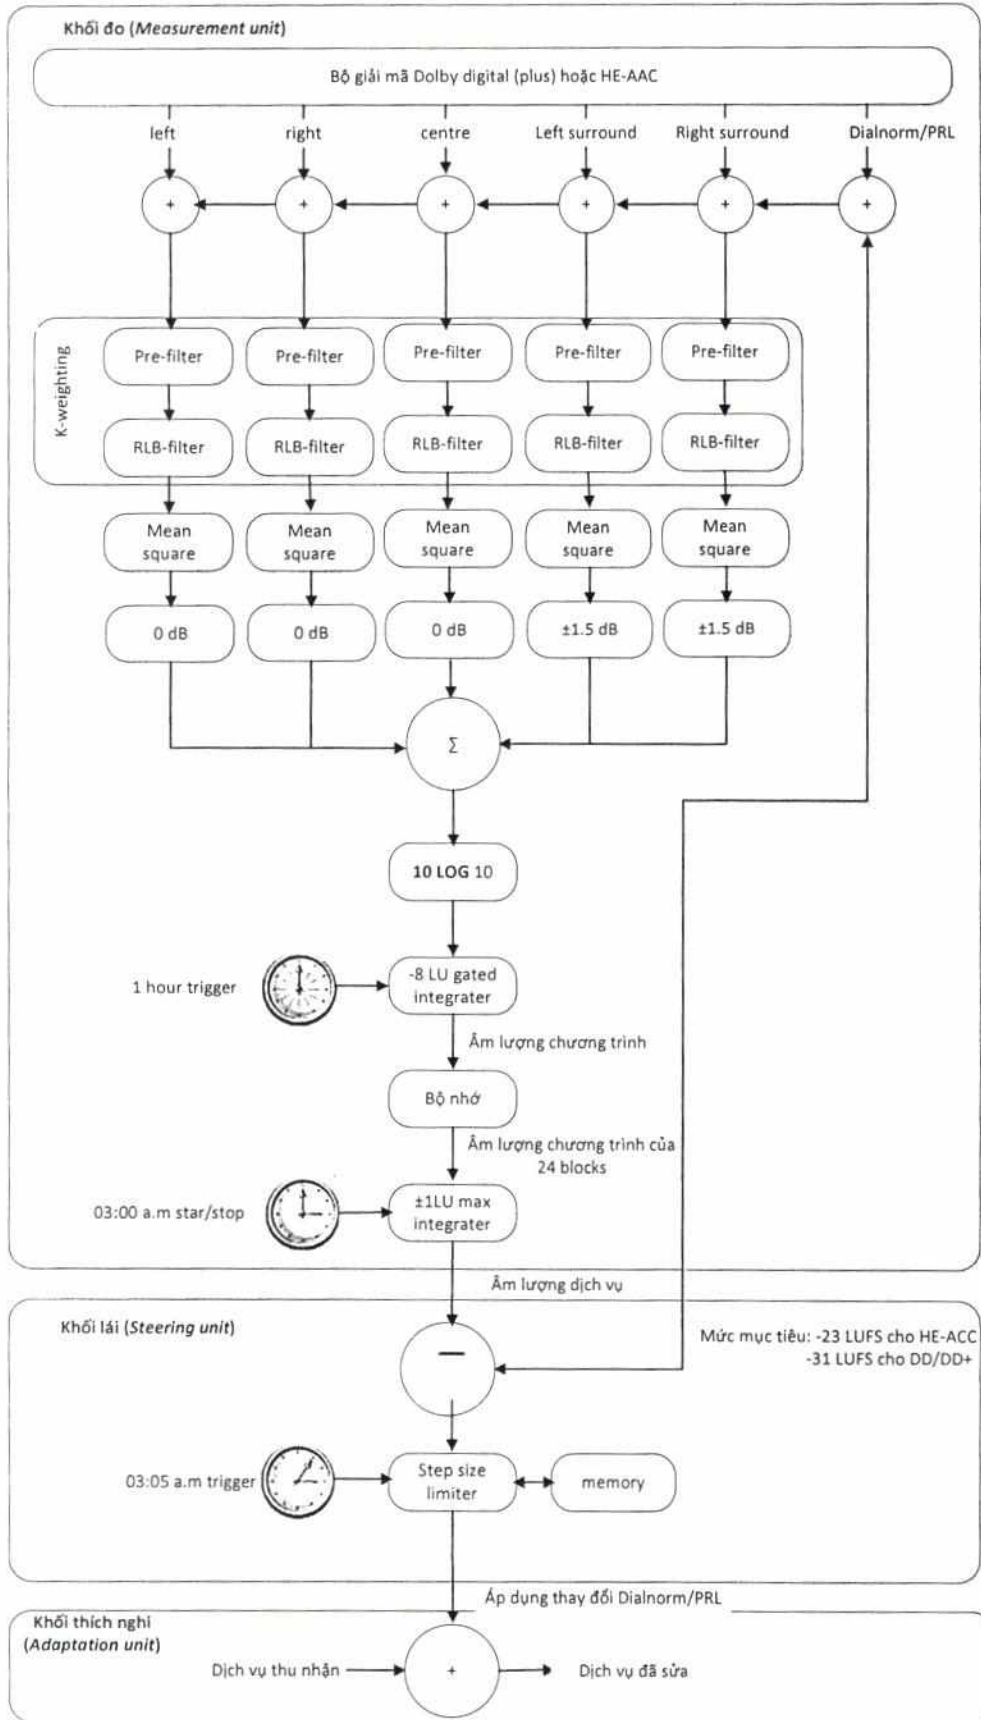 Khối đo (Measurement unit)
Bộ giải mã Dolby digital (plus) hoặc HE-AAC
left right centre Left surround Right surround Dialnorm/PRL
+ + + + + +
K-weighting
Pre-filter Pre-filter Pre-filter Pre-filter Pre-filter
RLB-filter RLB-filter RLB-filter RLB-filter RLB-filter
Mean square Mean square Mean square Mean square Mean square
0 dB 0 dB 0 dB ±1.5 dB ±1.5 dB
Σ
10 LOG 10
1 hour trigger
-8 LU gated
integrater
Âm lượng chương trình
Bộ nhớ
Âm lượng chương trình của
24 blocks
03:00 a.m star/stop
±1LU max
integrater
Âm lượng dịch vụ
Khối lái (Steering unit)
Mức mục tiêu: -23 LUFS cho HE-ACC
-31 LUFS cho DD/DD+
—
03:05 a.m trigger
Step size
limiter
memory
Áp dụng thay đổi Dialnorm/PRL
Khối thích nghi
(Adaptation unit)
Dịch vụ thu nhận
+
Dịch vụ đã sửa